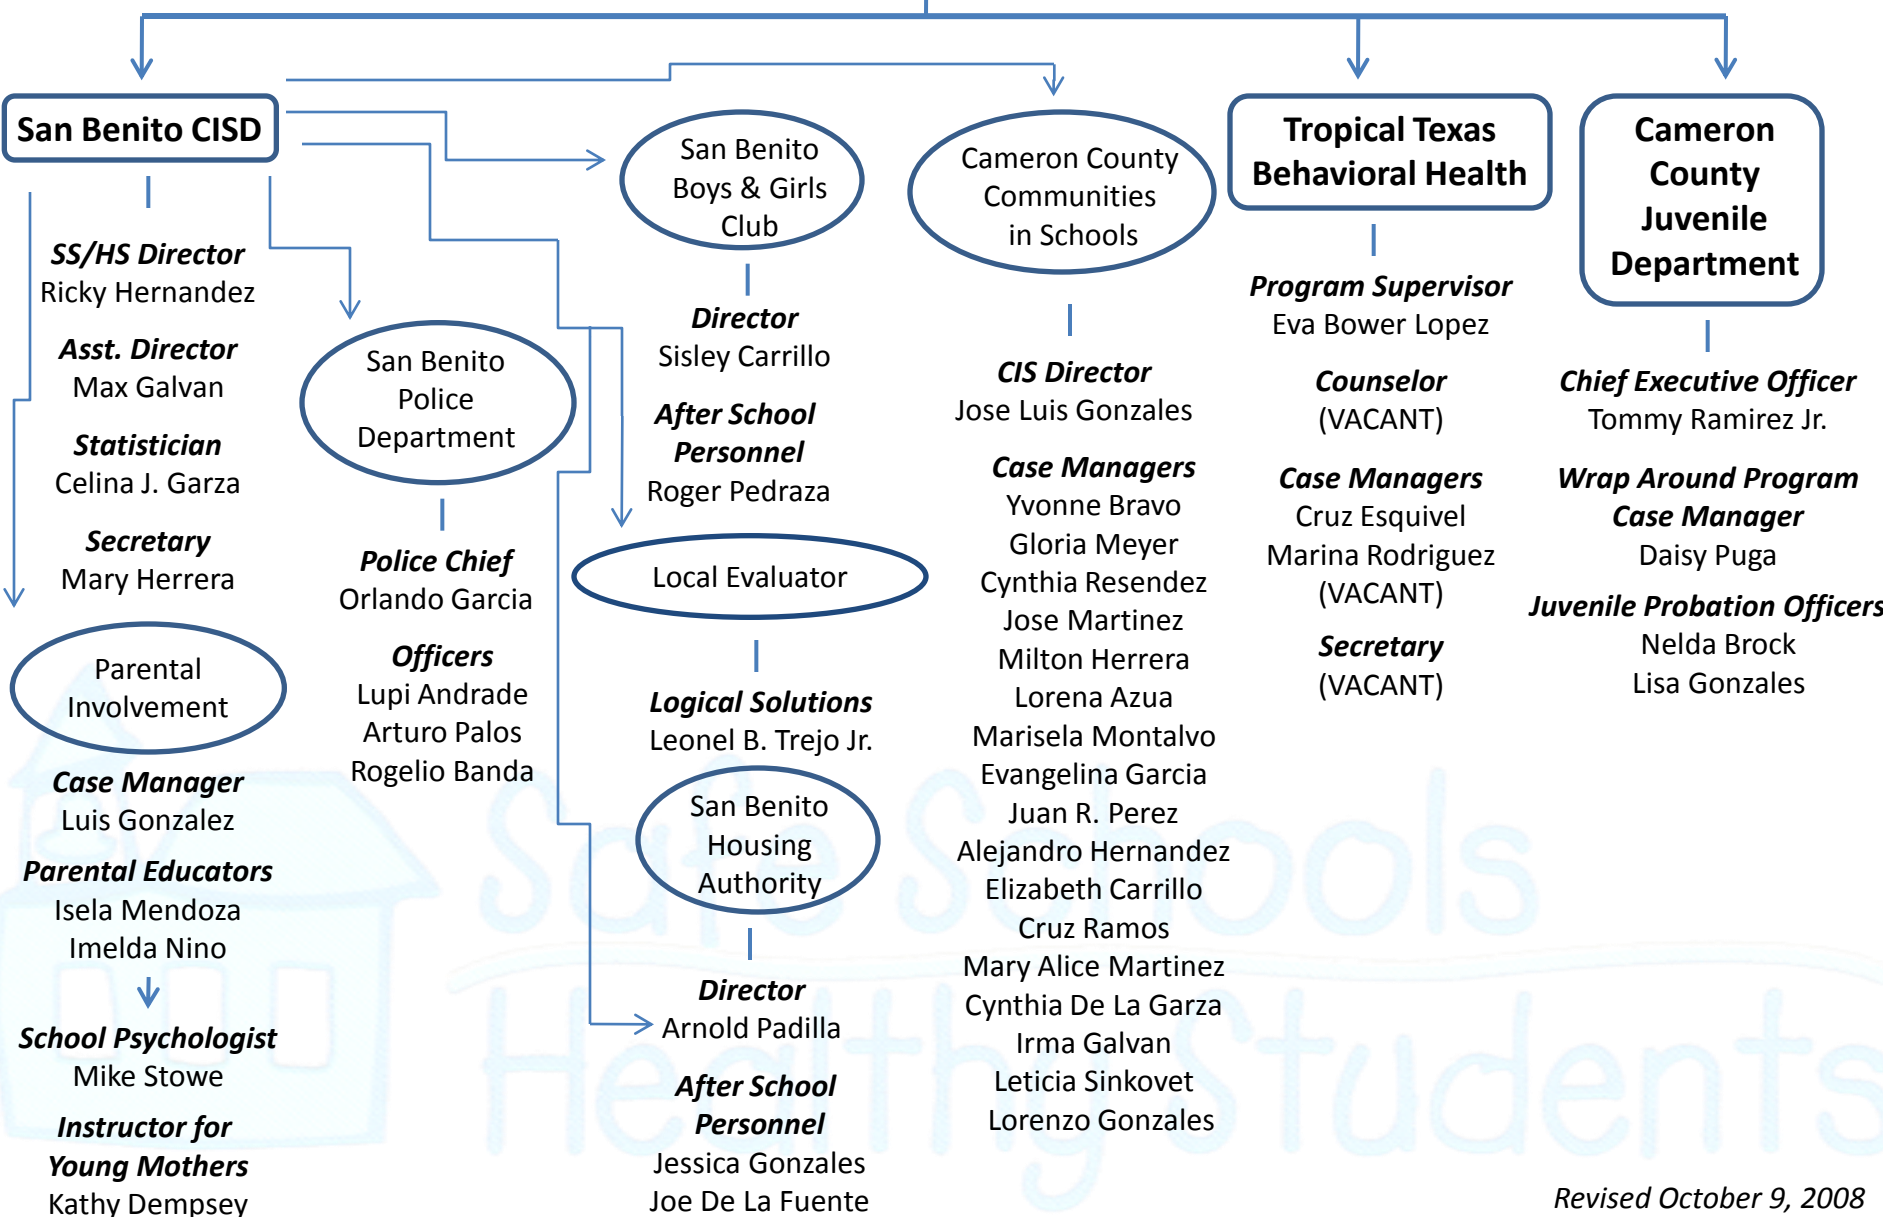 San Benito CISD
SS/HS Director
Ricky Hernandez
Asst. Director
Max Galvan
Statistician
Celina J. Garza
Secretary
Mary Herrera
Parental
Involvement
Case Manager
Luis Gonzalez
Parental Educators
Isela Mendoza
Imelda Nino
School Psychologist
Mike Stowe
Instructor for
Young Mothers
Kathy Dempsey
San Benito
Police
Department
Police Chief
Orlando Garcia
Officers
Lupi Andrade
Arturo Palos
Rogelio Banda
San Benito
Boys & Girls
Club
Director
Sisley Carrillo
After School
Personnel
Roger Pedraza
Local Evaluator
Logical Solutions
Leonel B. Trejo Jr.
San Benito
Housing
Authority
Director
Arnold Padilla
After School
Personnel
Jessica Gonzales
Joe De La Fuente
Cameron County
Communities
in Schools
CIS Director
Jose Luis Gonzales
Case Managers
Yvonne Bravo
Gloria Meyer
Cynthia Resendez
Jose Martinez
Milton Herrera
Lorena Azua
Marisela Montalvo
Evangelina Garcia
Juan R. Perez
Alejandro Hernandez
Elizabeth Carrillo
Cruz Ramos
Mary Alice Martinez
Cynthia De La Garza
Irma Galvan
Leticia Sinkovet
Lorenzo Gonzales
Tropical Texas
Behavioral Health
Program Supervisor
Eva Bower Lopez
Counselor
(VACANT)
Case Managers
Cruz Esquivel
Marina Rodriguez
(VACANT)
Secretary
(VACANT)
Cameron
County
Juvenile
Department
Chief Executive Officer
Tommy Ramirez Jr.
Wrap Around Program
Case Manager
Daisy Puga
Juvenile Probation Officers
Nelda Brock
Lisa Gonzales
Safe Schools
Healthy Students
Revised October 9, 2008